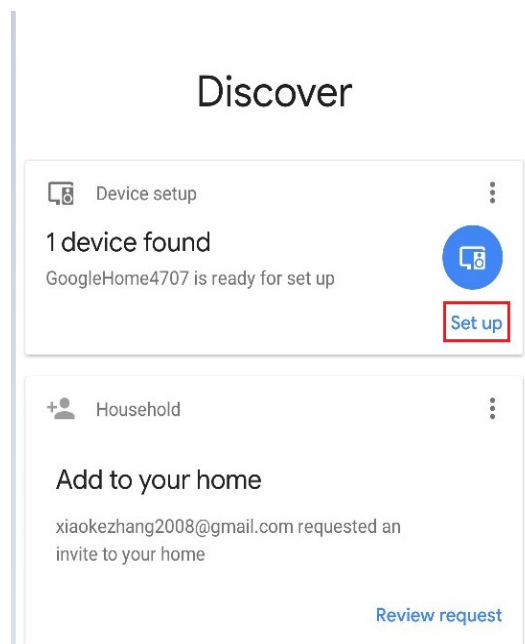 Discover
Device setup
1 device found
GoogleHome4707 is ready for set up
Set up
Household
Add to your home
xiaokezhang2008@gmail.com requested an
invite to your home
Review request